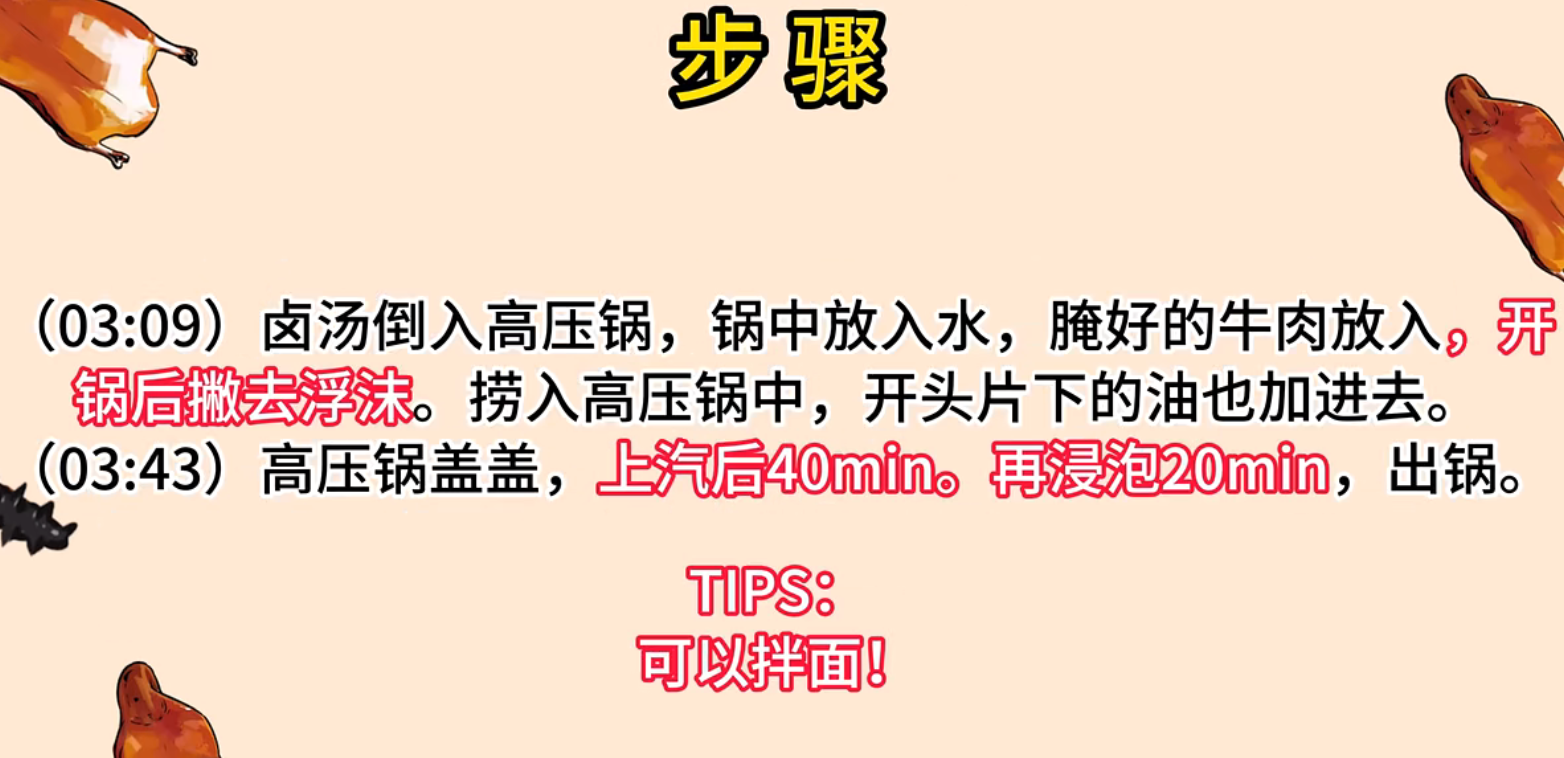 步骤
（03:09）卤汤倒入高压锅，锅中放入水，腌好的牛肉放入，开
锅后撇去浮沫。捞入高压锅中，开头片下的油也加进去。
（03:43）高压锅盖盖，上汽后40min。再浸泡20min，出锅。
TIPS：
可以拌面！